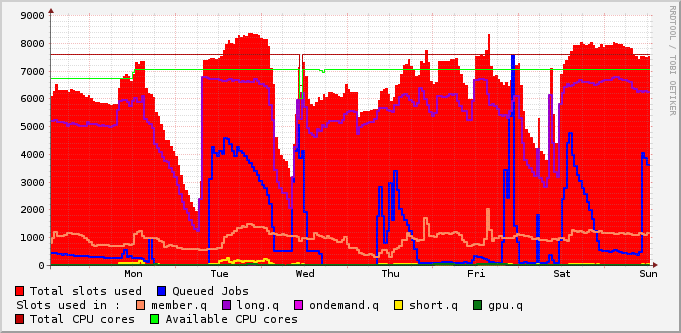 9000
8000
7000
6000
5000
4000
3000
2000
1000
0
Mon Tue Wed Thu Fri Sat Sun
RRDTOOL / TOBI OETIKER
Total slots used Queued Jobs
Slots used in : member.q long.q ondemand.q short.q gpu.q
Total CPU cores Available CPU cores